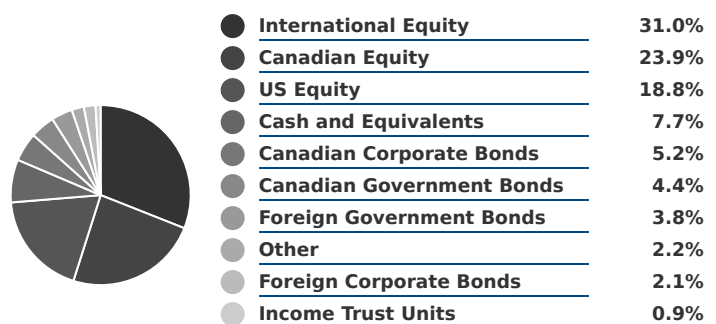 International Equity 31.0%
Canadian Equity 23.9%
US Equity 18.8%
Cash and Equivalents 7.7%
Canadian Corporate Bonds 5.2%
Canadian Government Bonds 4.4%
Foreign Government Bonds 3.8%
Other 2.2%
Foreign Corporate Bonds 2.1%
Income Trust Units 0.9%